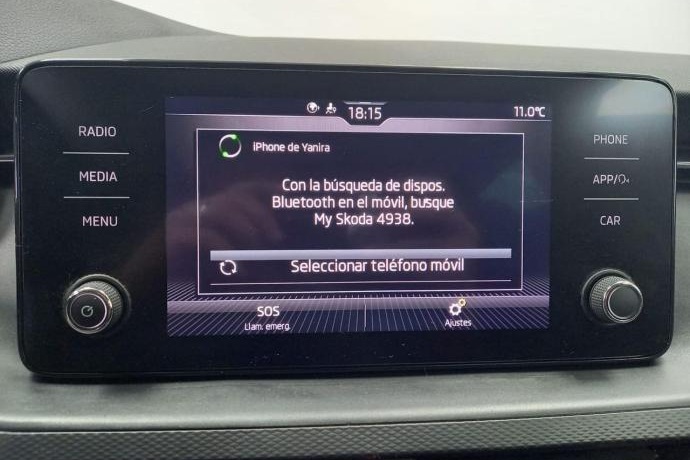 18:15
11.0°C
RADIO
MEDIA
MENU
iPhone de Yanira
Con la búsqueda de dispos.
Bluetooth en el móvil, busque
My Skoda 4938.
Seleccionar teléfono móvil
SOS
Llam. emerg.
Ajustes
PHONE
APP/
CAR